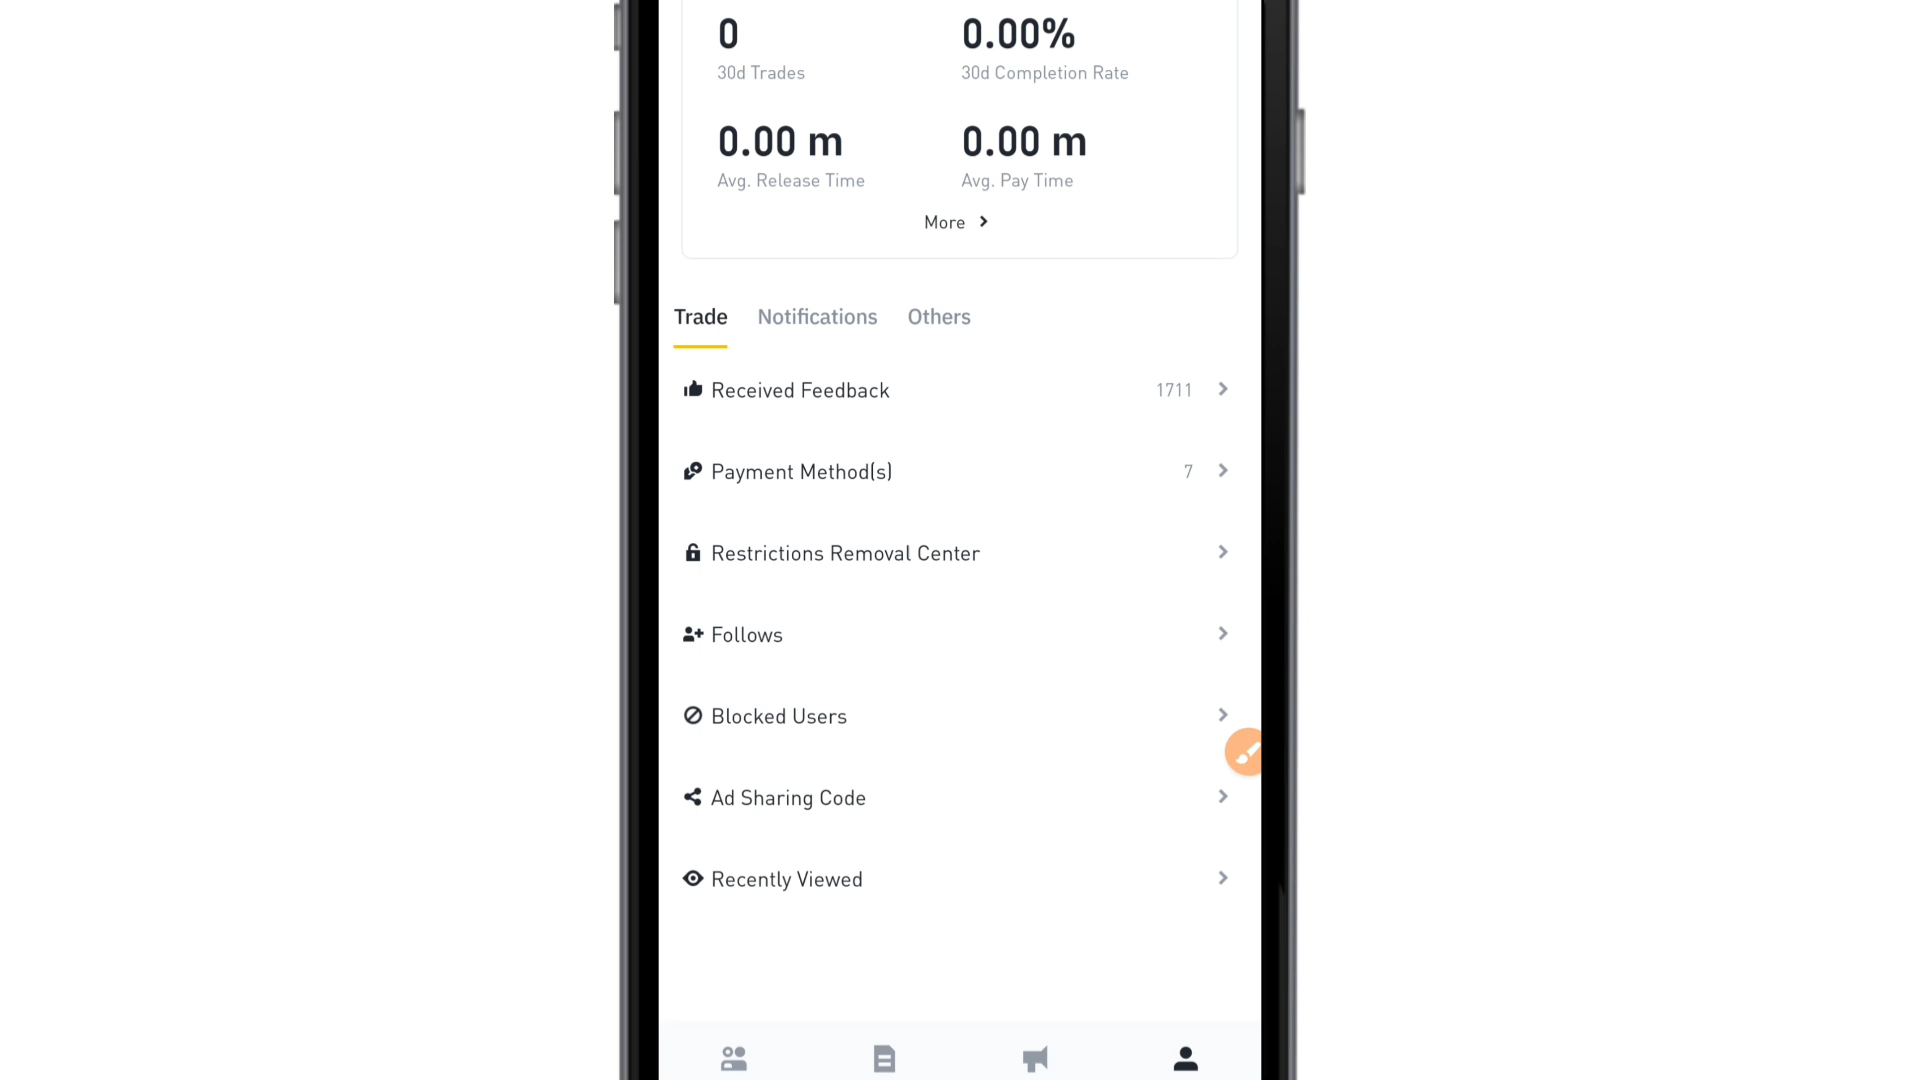 0 0.00%
30d Trades 30d Completion Rate
0.00 m 0.00 m
Avg. Release Time Avg. Pay Time
More
Trade Notifications Others
Received Feedback 1711
Payment Method(s) 7
Restrictions Removal Center
Follows
Blocked Users
Ad Sharing Code
Recently Viewed